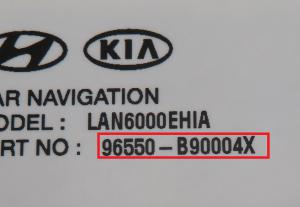 KIA
AR NAVIGATION
ODEL : LAN6000EHIA
RT NO : 96550-B90004X